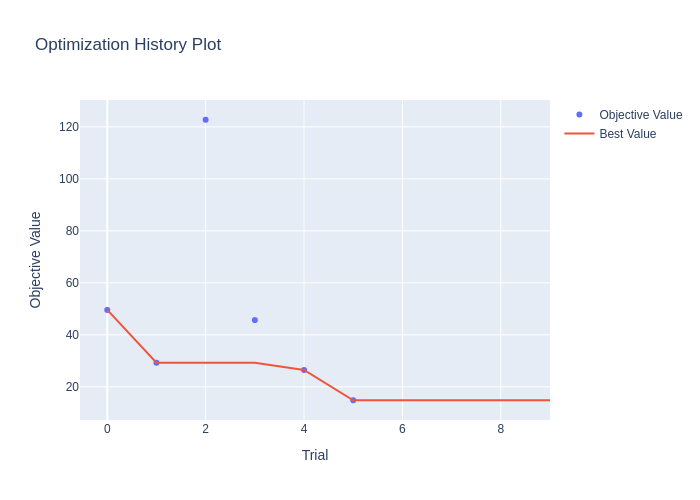 Optimization History Plot
Objective Value
Best Value
120
100
80
60
40
20
Objective Value
0
2
4
6
8
Trial